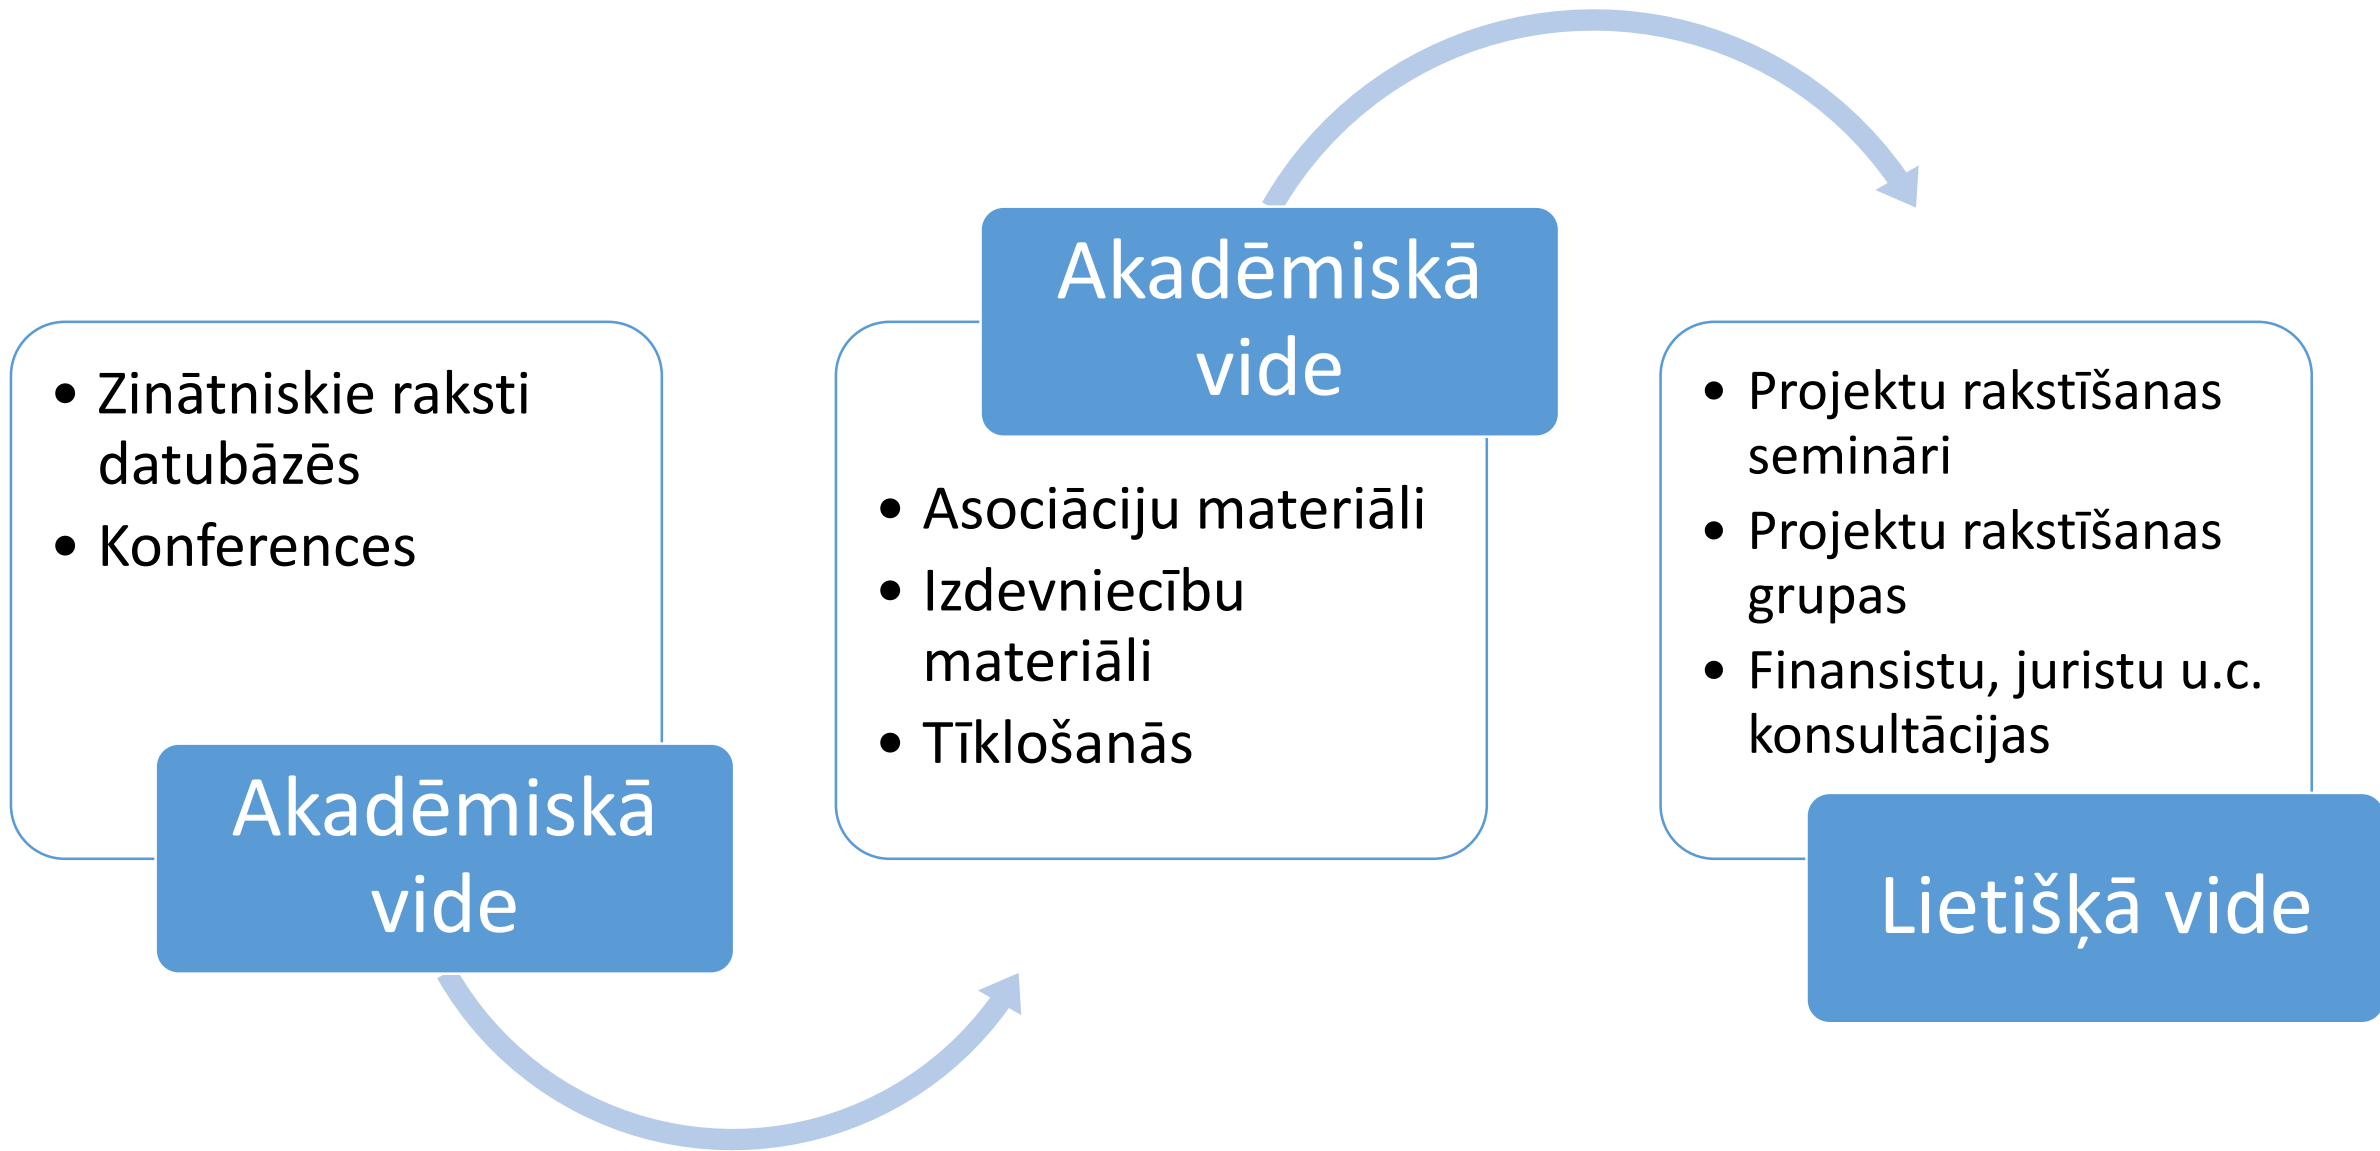 • Zinātniskie raksti
datubāzēs
• Konferences
Akadēmiskā
vide
Akadēmiskā
vide
• Asociāciju materiāli
• Izdevniecību
materiāli
• Tīklošanās
• Projektu rakstīšanas
semināri
• Projektu rakstīšanas
grupas
• Finansistu, juristu u.c.
konsultācijas
Lietišķā vide